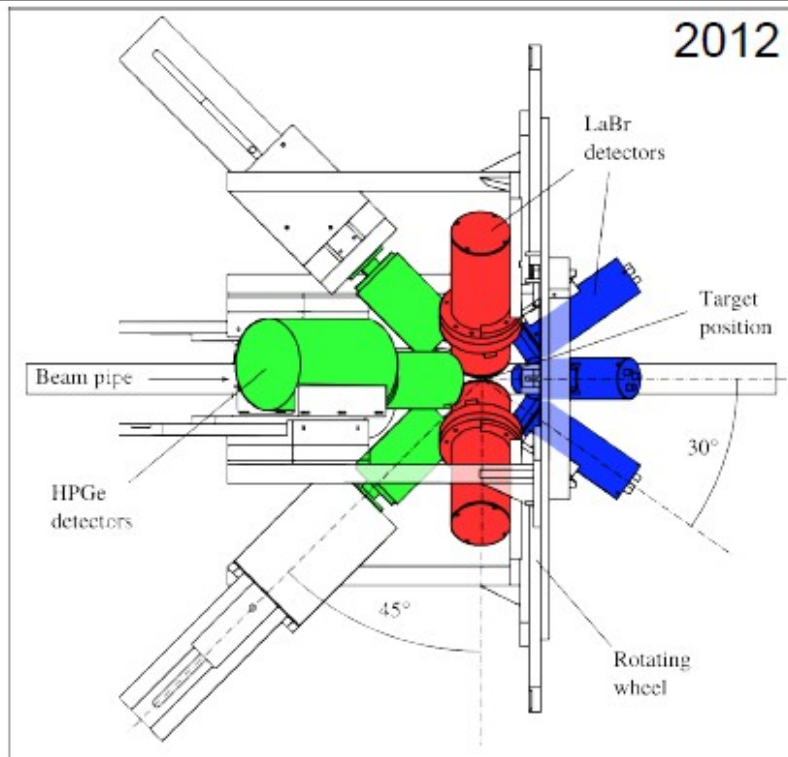 2012
LaBr
detectors
Target
position
Beam pipe
30°
HPGe
detectors
45°
Rotating
wheel